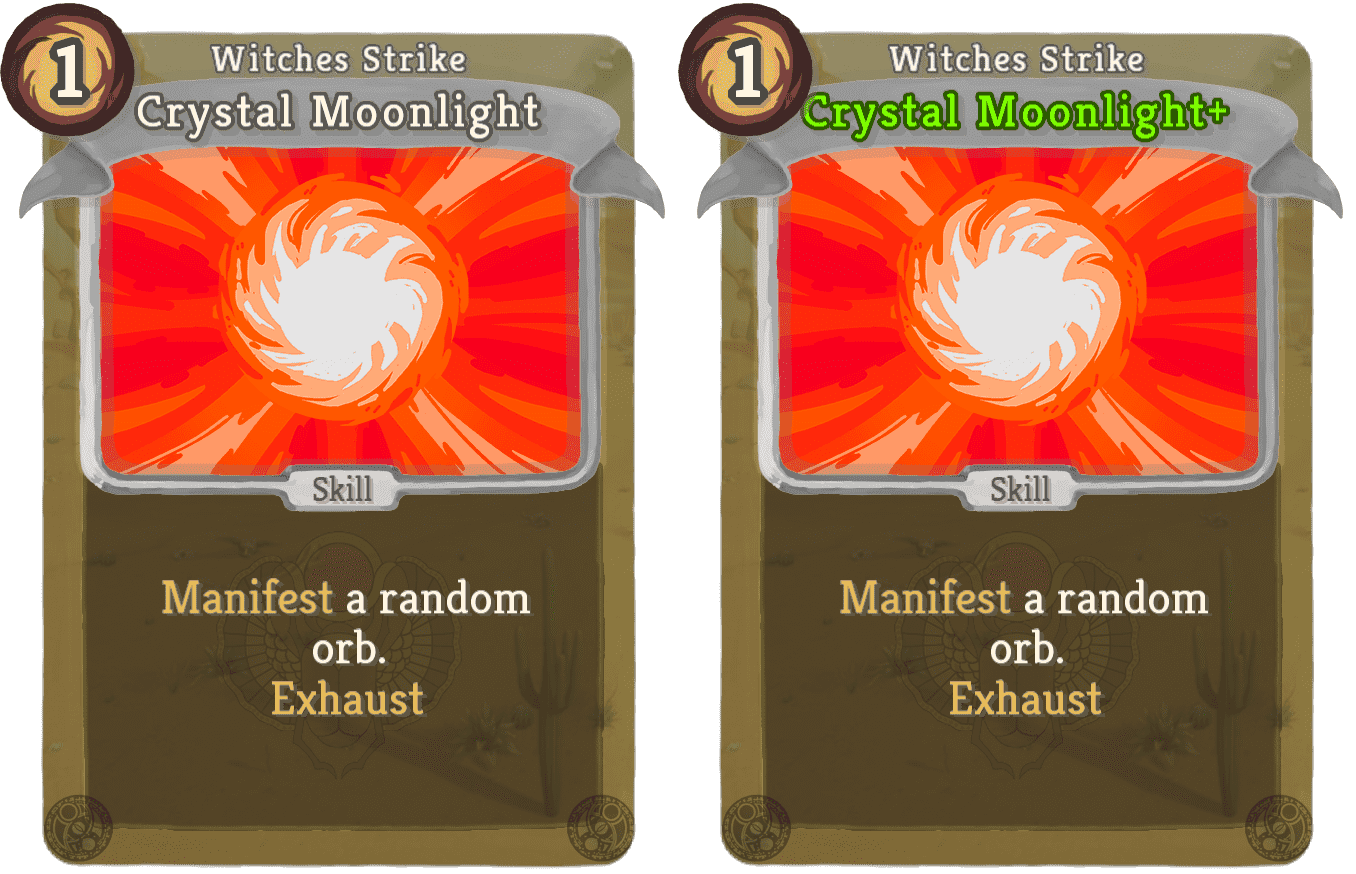 1
Witches Strike
Crystal Moonlight
Skill
Manifest a random
orb.
Exhaust
1
Witches Strike
Crystal Moonlight+
Skill
Manifest a random
orb.
Exhaust